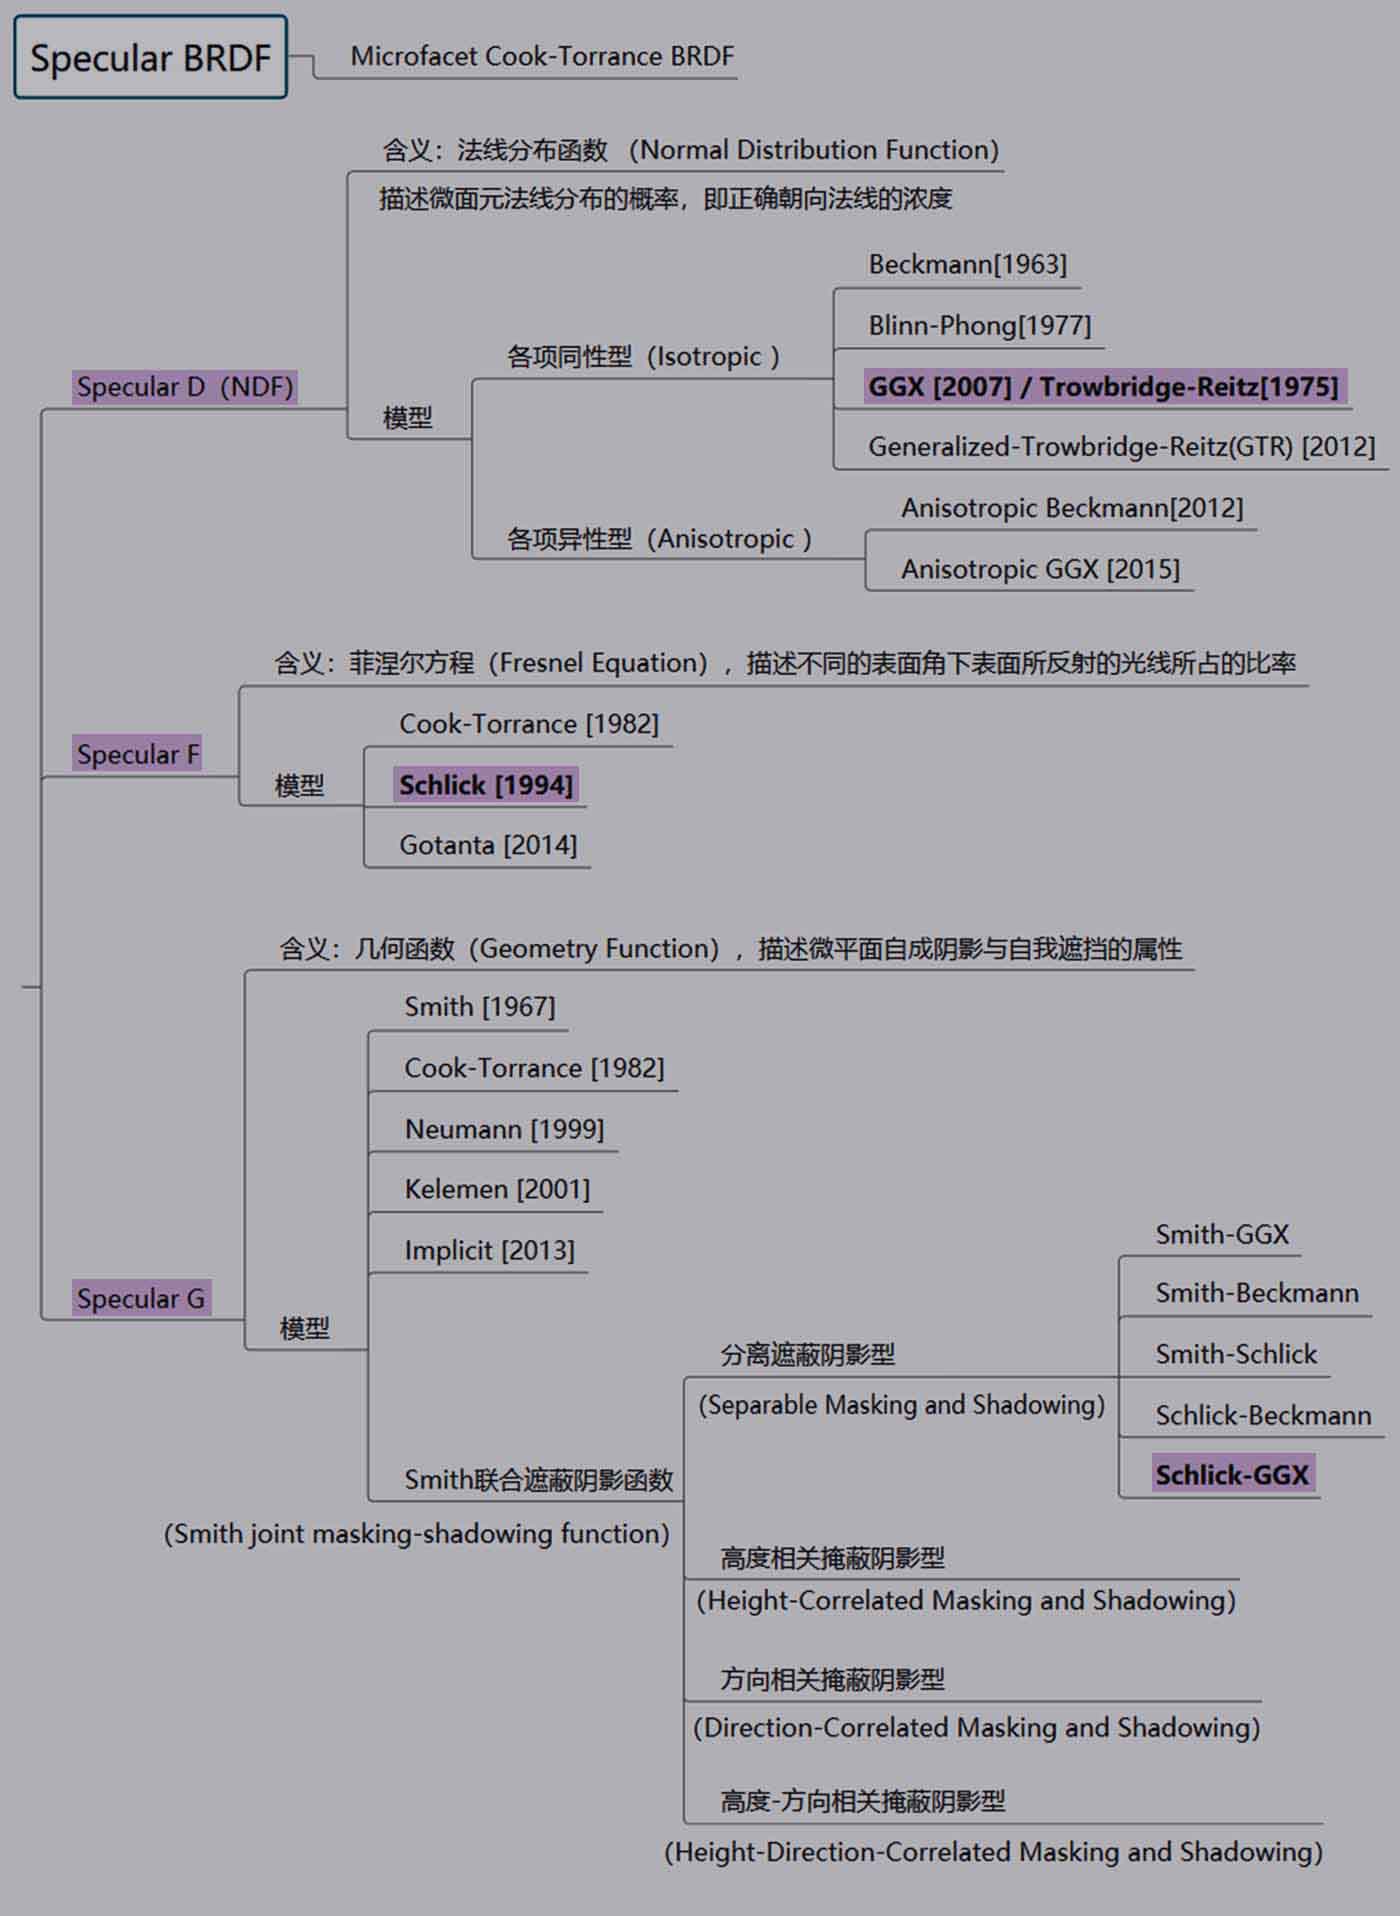 Specular BRDF
Microfacet Cook-Torrance BRDF
含义：法线分布函数 （Normal Distribution Function）
描述微面元法线分布的概率，即正确朝向法线的浓度
Specular D（NDF)
模型
各项同性型（Isotropic ）
Beckmann[1963]
Blinn-Phong[1977]
GGX [2007] / Trowbridge-Reitz[1975]
Generalized-Trowbridge-Reitz(GTR) [2012]
各项异性型（Anisotropic ）
Anisotropic Beckmann[2012]
Anisotropic GGX [2015]
含义：菲涅尔方程（Fresnel Equation），描述不同的表面角下表面所反射的光线所占的比率
Specular F
模型
Cook-Torrance [1982]
Schlick [1994]
Gotanta [2014]
含义：几何函数（Geometry Function），描述微平面自成阴影与自我遮挡的属性
Specular G
模型
Smith [1967]
Cook-Torrance [1982]
Neumann [1999]
Kelemen [2001]
Implicit [2013]
Smith联合遮蔽阴影函数
（Smith joint masking-shadowing function）
分离遮蔽阴影型
（Separable Masking and Shadowing）
Smith-GGX
Smith-Beckmann
Smith-Schlick
Schlick-Beckmann
Schlick-GGX
高度相关掩蔽阴影型
（Height-Correlated Masking and Shadowing）
方向相关掩蔽阴影型
（Direction-Correlated Masking and Shadowing）
高度-方向相关掩蔽阴影型
（Height-Direction-Correlated Masking and Shadowing）